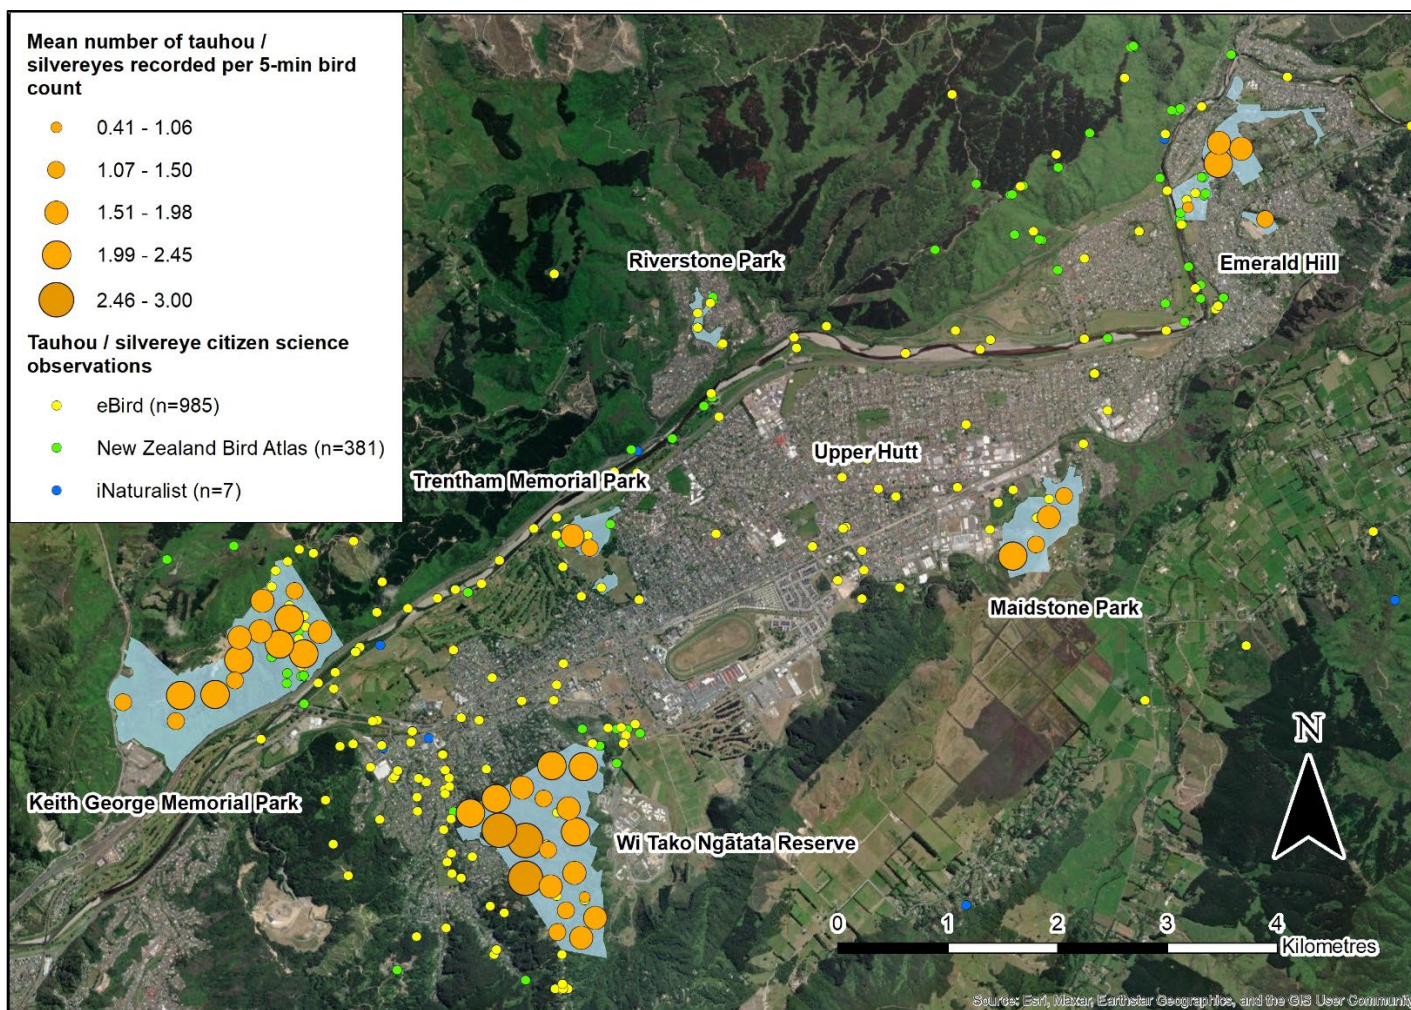 Mean number of tauhou /
silvereyes recorded per 5-min bird
count
0.41 - 1.06
1.07 - 1.50
1.51 - 1.98
1.99 - 2.45
2.46 - 3.00
Tauhou / silvereye citizen science
observations
eBird (n=985)
New Zealand Bird Atlas (n=381)
iNaturalist (n=7)
Riverstone Park
Emerald Hill
Upper Hutt
Trentham Memorial Park
Maidstone Park
Keith George Memorial Park
Wi Tako Ngātata Reserve
N
0 1 2 3 4
Kilometres
Source: Esri, Maxar, Earthstar Geographics, and the GIS User Community